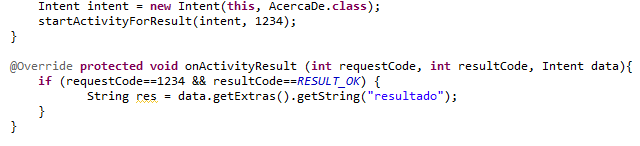 Intent intent = new Intent(this, AcercaDe.class);
startActivityForResult(intent, 1234);
}
@Override protected void onActivityResult (int requestCode, int resultCode, Intent data){
if (requestCode==1234 && resultCode==RESULT_OK) {
String res = data.getExtras().getString("resultado");
}
}